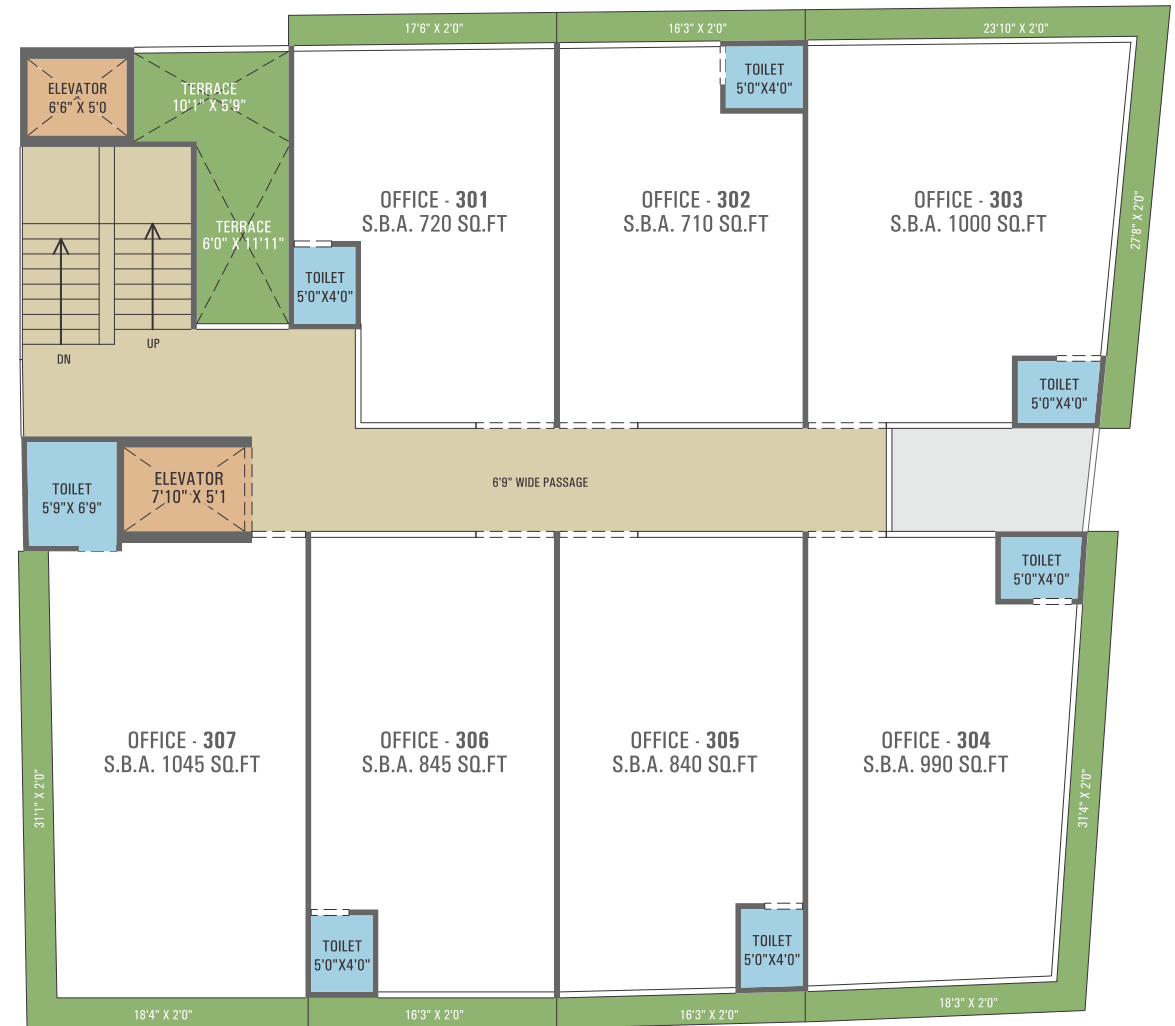 17'6" X 2'0"
16'3" X 2'0"
23'10" X 2'0"
ELEVATOR
6'6" X 5'0
TERRACE
10'1" X 5'9"
TOILET
5'0"X4'0"
OFFICE - 301
S.B.A. 720 SQ.FT
OFFICE - 302
S.B.A. 710 SQ.FT
OFFICE - 303
S.B.A. 1000 SQ.FT
27'8" X 2'0"
TERRACE
6'0" X 11'11"
TOILET
5'0"X4'0"
UP
DN
TOILET
5'0"X4'0"
TOILET
5'9"X 6'9"
ELEVATOR
7'10" X 5'1
6'9" WIDE PASSAGE
TOILET
5'0"X4'0"
OFFICE - 307
S.B.A. 1045 SQ.FT
OFFICE - 306
S.B.A. 845 SQ.FT
OFFICE - 305
S.B.A. 840 SQ.FT
OFFICE - 304
S.B.A. 990 SQ.FT
31'1" X 2'0"
31'4" X 2'0"
TOILET
5'0"X4'0"
TOILET
5'0"X4'0"
18'4" X 2'0"
16'3" X 2'0"
16'3" X 2'0"
18'3" X 2'0"